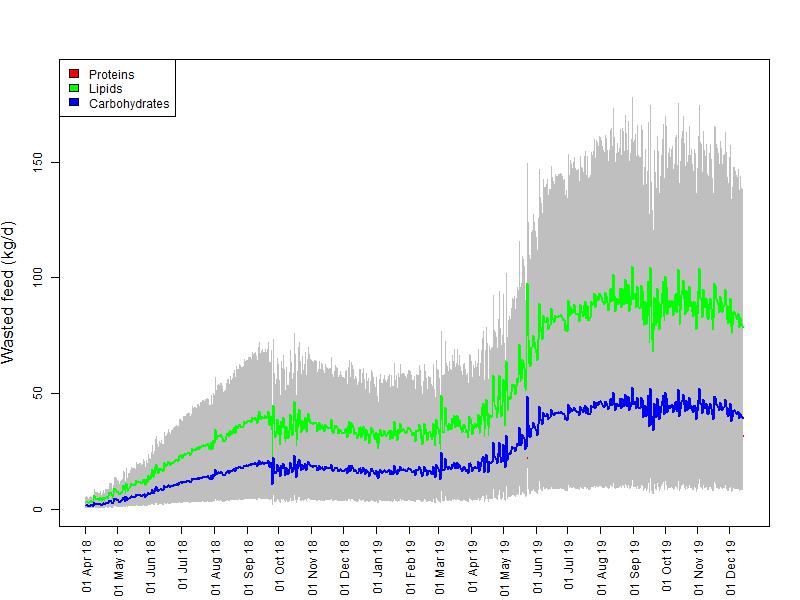 Proteins
Lipids
Carbohydrates
Wasted feed (kg/d)
150
100
50
0
01 Apr 18
01 May 18
01 Jun 18
01 Jul 18
01 Aug 18
01 Sep 18
01 Oct 18
01 Nov 18
01 Dec 18
01 Jan 19
01 Feb 19
01 Mar 19
01 Apr 19
01 May 19
01 Jun 19
01 Jul 19
01 Aug 19
01 Sep 19
01 Oct 19
01 Nov 19
01 Dec 19